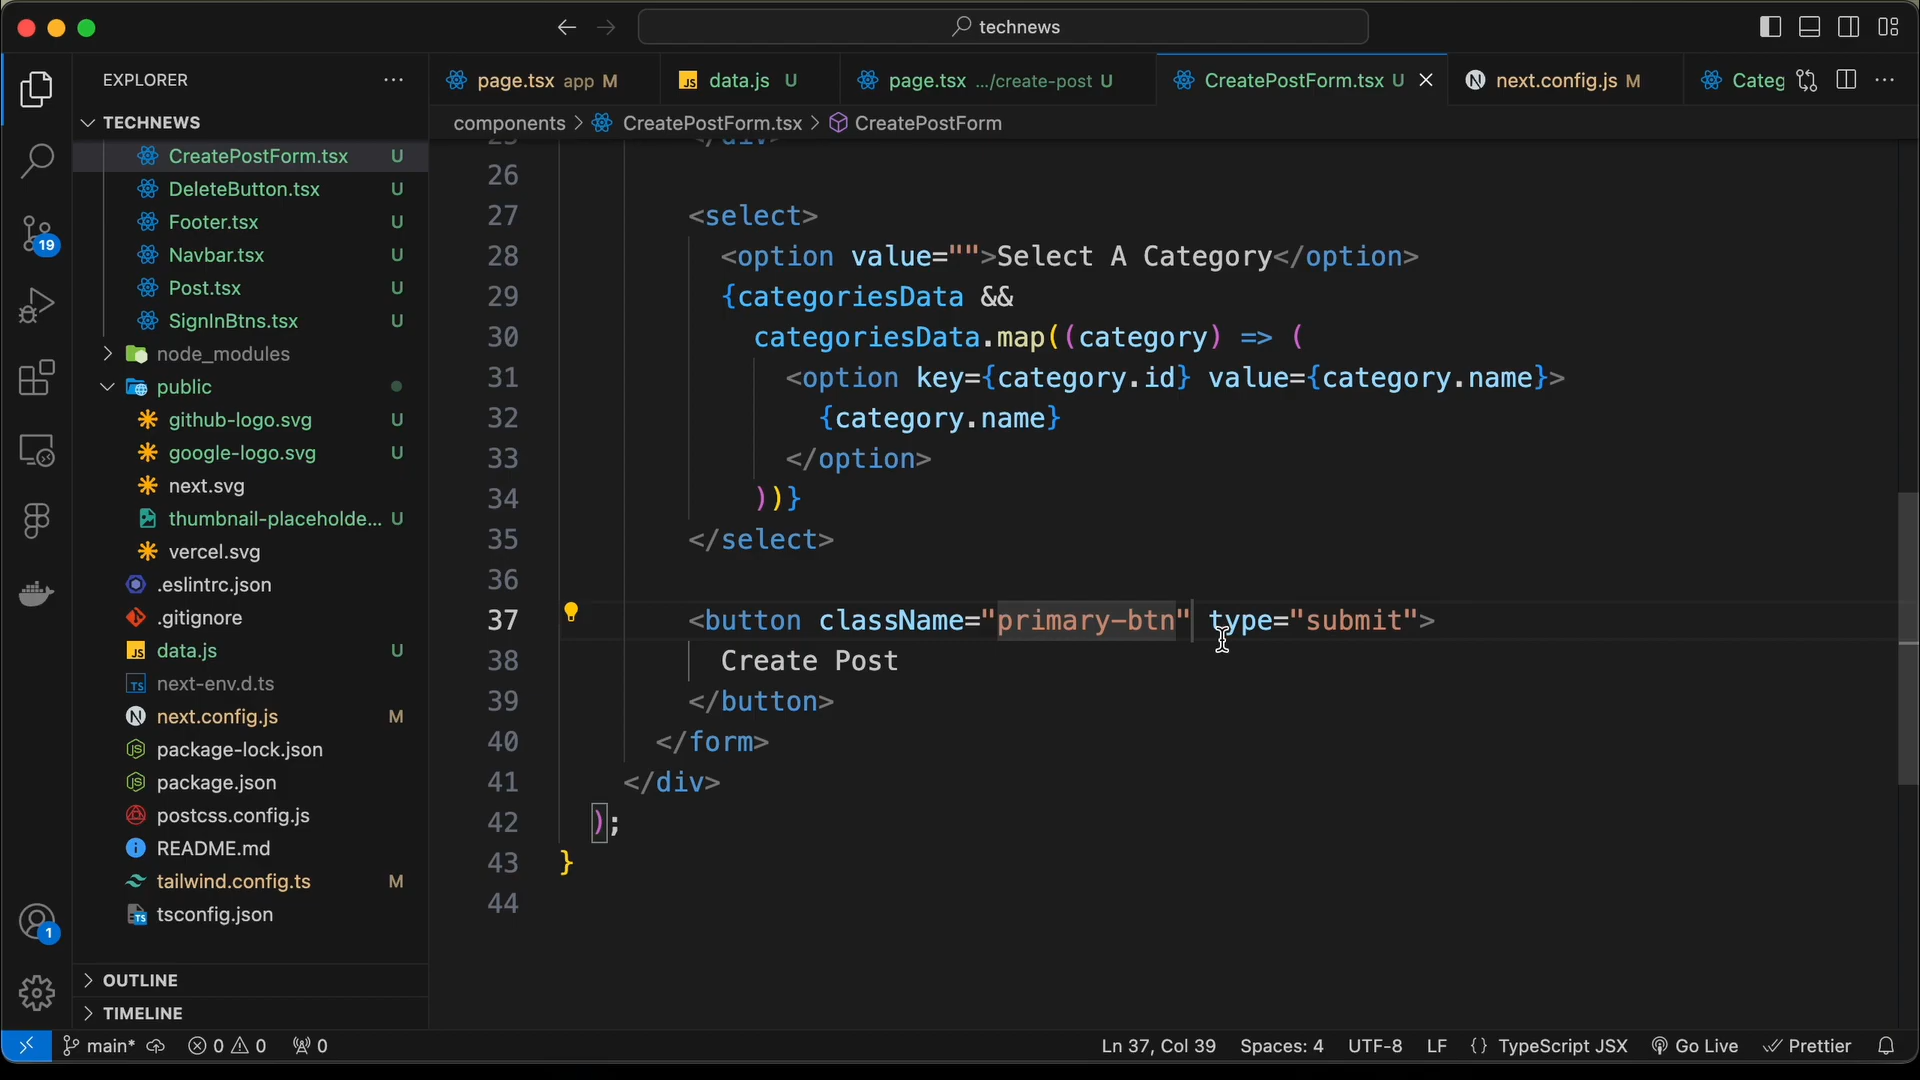 technews
EXPLORER
TECHNEWS
CreatePostForm.tsx U
DeleteButton.tsx U
Footer.tsx U
Navbar.tsx U
Post.tsx U
SignInBtns.tsx U
node_modules
public
github-logo.svg U
google-logo.svg U
next.svg
thumbnail-placeholde... U
vercel.svg
.eslintrc.json
.gitignore
data.js U
next-env.d.ts
next.config.js M
package-lock.json
package.json
postcss.config.js
README.md
tailwind.config.ts M
tsconfig.json
OUTLINE
TIMELINE
19
1
page.tsx app M
data.js U
page.tsx .../create-post U
CreatePostForm.tsx U
next.config.js M
Categ
components > CreatePostForm.tsx > CreatePostForm
25 </div>
26
27 <select>
28 <option value="">Select A Category</option>
29 {categoriesData &&
30 categoriesData.map((category) => (
31 <option key={category.id} value={category.name}>
32 {category.name}
33 </option>
34 ))}
35 </select>
36
37 <button className="primary-btn" type="submit">
38 Create Post
39 </button>
40 </form>
41 </div>
42 );
43 }
44
main* 0 0 0 Ln 37, Col 39 Spaces: 4 UTF-8 LF {} TypeScript JSX Go Live Prettier